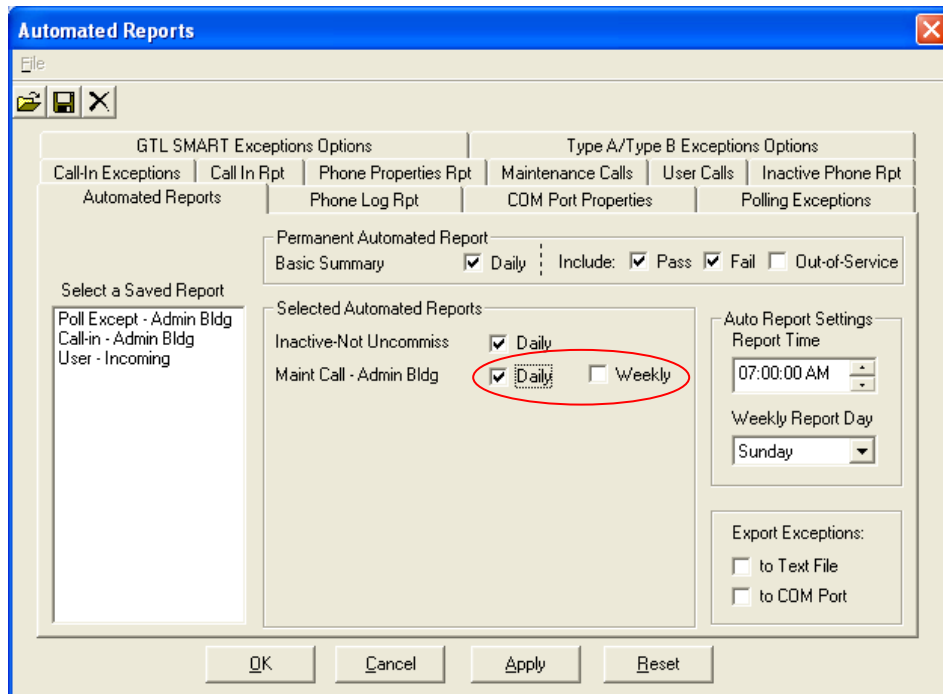 Automated Reports
File
GTL SMART Exceptions Options
Type A/Type B Exceptions Options
Call-In Exceptions
Call In Rpt
Phone Properties Rpt
Maintenance Calls
User Calls
Inactive Phone Rpt
Automated Reports
Phone Log Rpt
COM Port Properties
Polling Exceptions
Permanent Automated Report
Basic Summary
Daily
Include:
Pass
Fail
Out-of-Service
Select a Saved Report
Poll Except - Admin Bldg
Call-in - Admin Bldg
User - Incoming
Selected Automated Reports
Inactive-Not Uncommiss
Daily
Maint Call - Admin Bldg
Daily
Weekly
Auto Report Settings
Report Time
07:00:00 AM
Weekly Report Day
Sunday
Export Exceptions:
to Text File
to COM Port
OK
Cancel
Apply
Reset